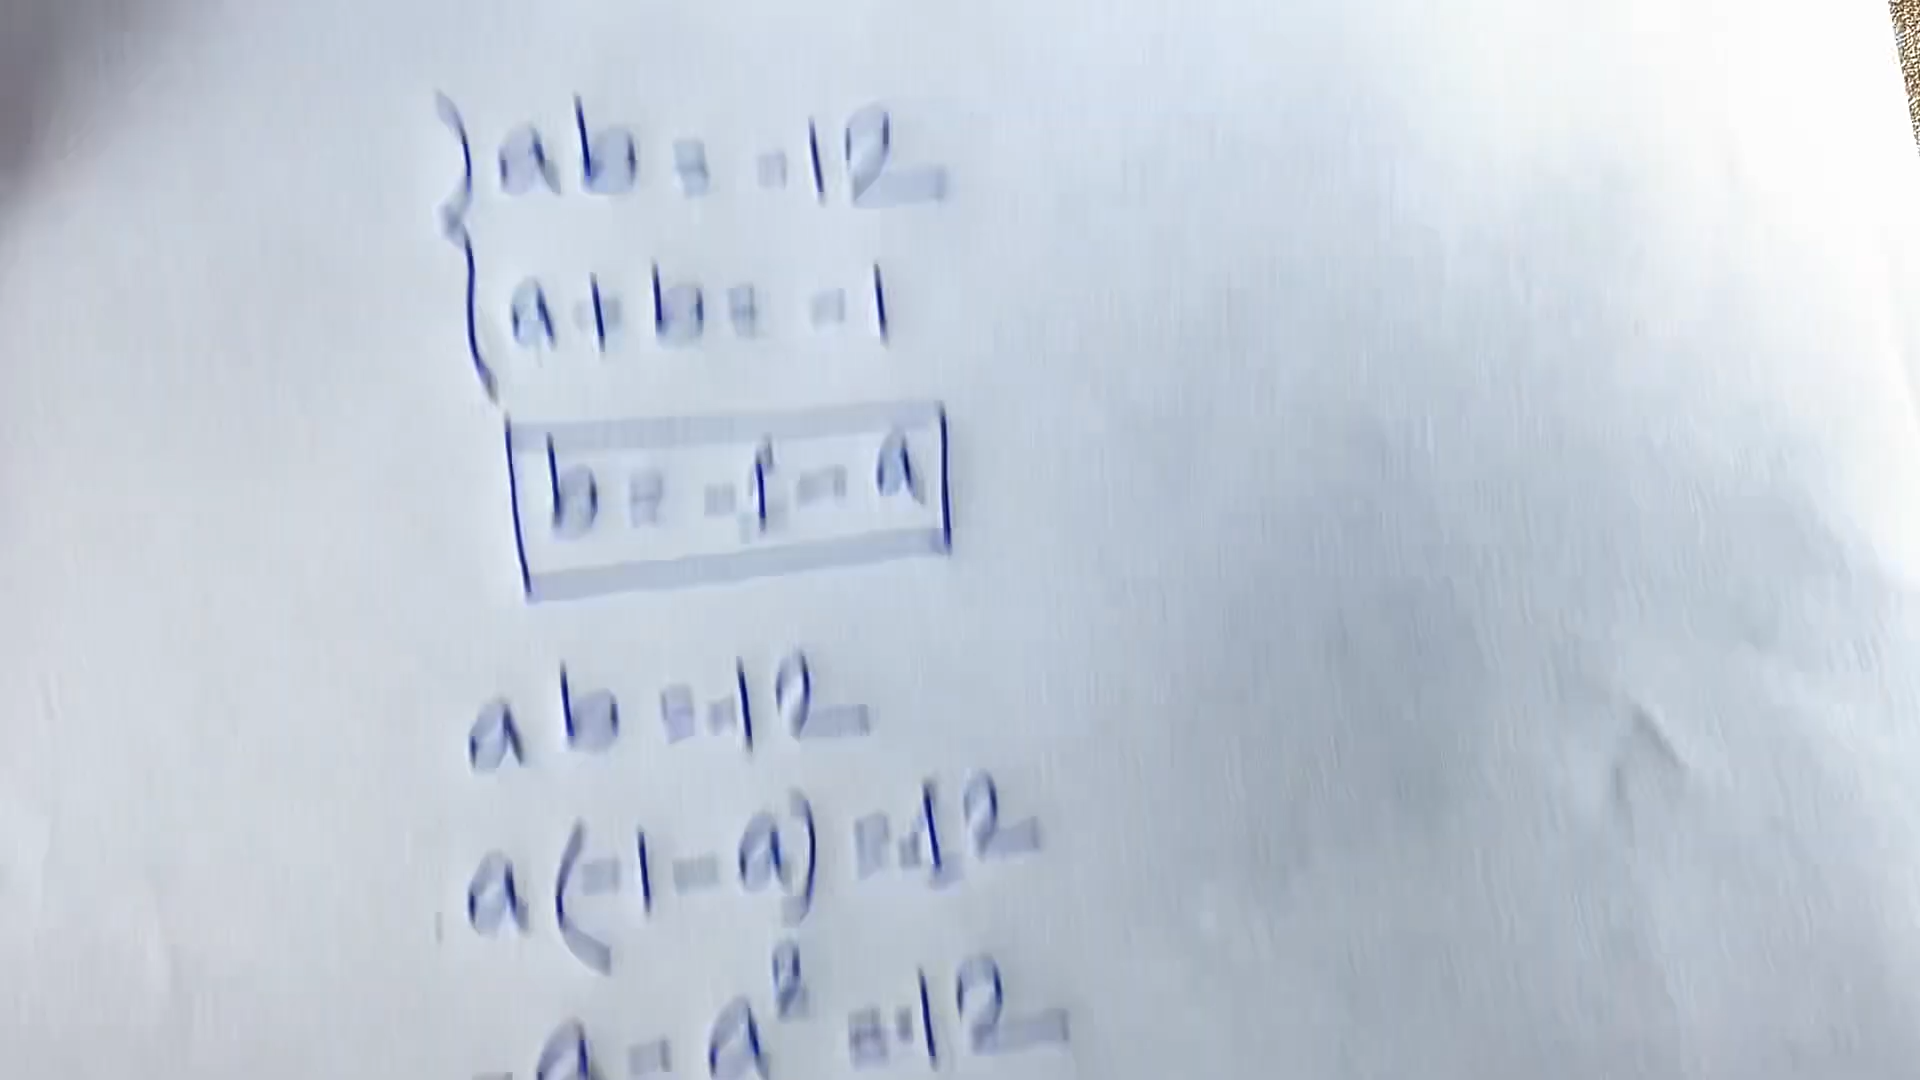 ab = -12
a+b = -1
b = -1-a
ab = -12
a(-1-a) = -12
-a-a² = -12